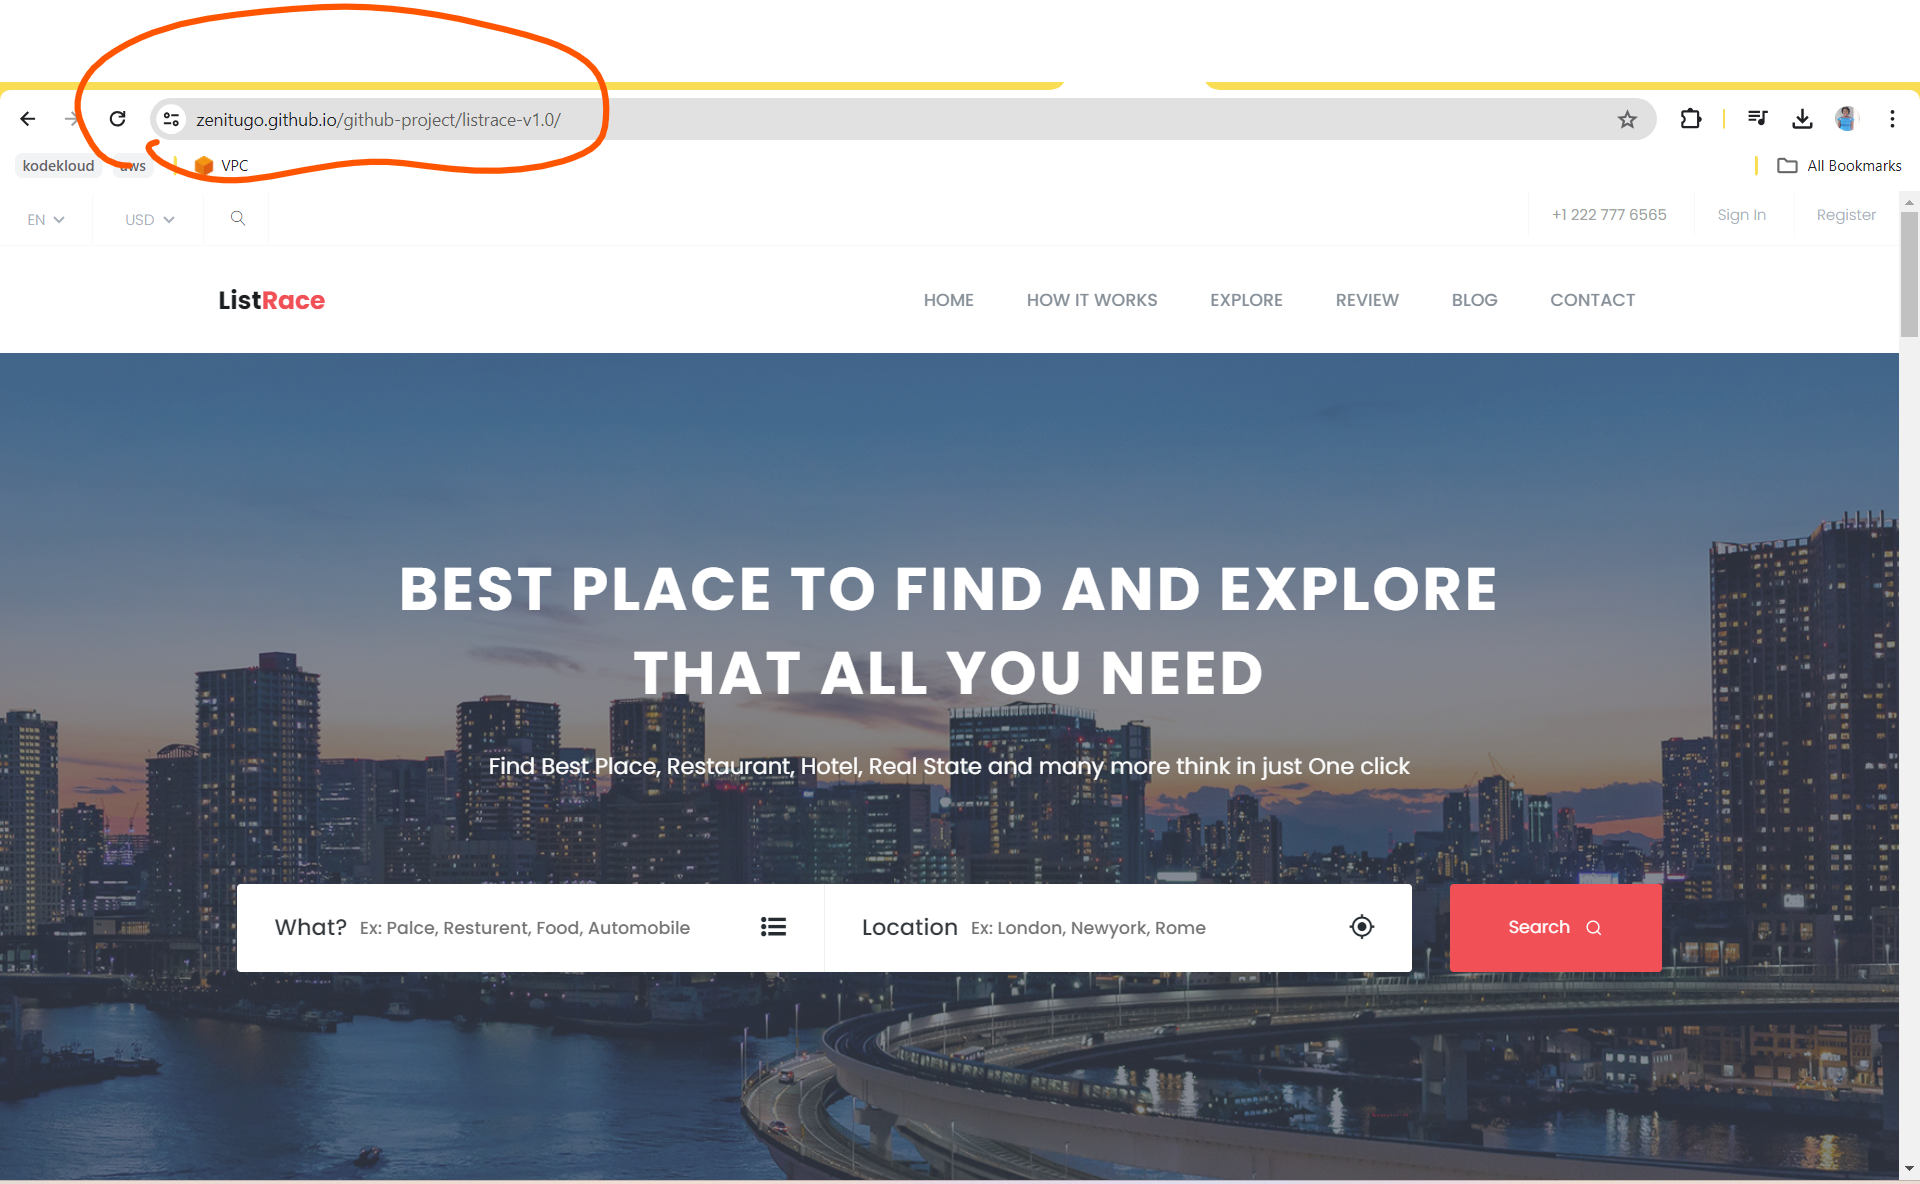 zenitugo.github.io/github-project/listrace-v1.0/
kodekloud aws VPC All Bookmarks
EN USD +1 222 777 6565 Sign In Register
ListRace HOME HOW IT WORKS EXPLORE REVIEW BLOG CONTACT
BEST PLACE TO FIND AND EXPLORE
THAT ALL YOU NEED
Find Best Place, Restaurant, Hotel, Real State and many more think in just One click
What? Ex: Palce, Resturent, Food, Automobile Location Ex: London, Newyork, Rome Search